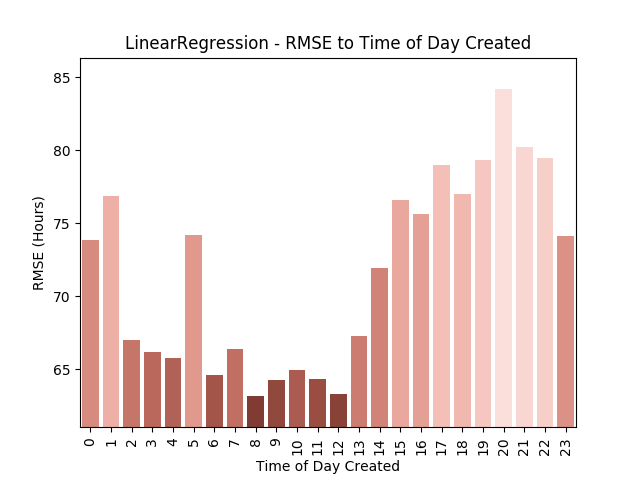 LinearRegression - RMSE to Time of Day Created
85
80
75
70
65
RMSE (Hours)
0 1 2 3 4 5 6 7 8 9 10 11 12 13 14 15 16 17 18 19 20 21 22 23
Time of Day Created